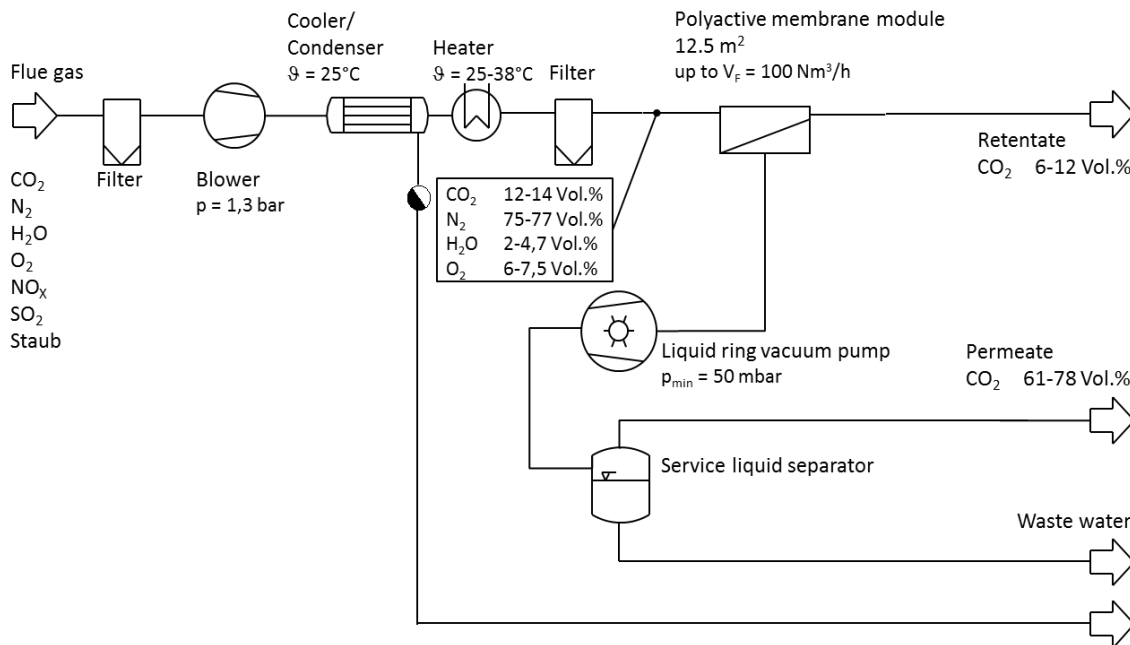 Flue gas
Filter
CO₂
N₂
H₂O
O₂
NOₓ
SO₂
Staub
Blower
p = 1,3 bar
Cooler/
Condenser
ϑ = 25°C
Heater
ϑ = 25-38°C
Filter
CO₂ 12-14 Vol.%
N₂ 75-77 Vol.%
H₂O 2-4,7 Vol.%
O₂ 6-7,5 Vol.%
Polyactive membrane module
12.5 m²
up to V_F = 100 Nm³/h
Retentate
CO₂ 6-12 Vol.%
Liquid ring vacuum pump
pₘᵢₙ = 50 mbar
Permeate
CO₂ 61-78 Vol.%
Service liquid separator
Waste water